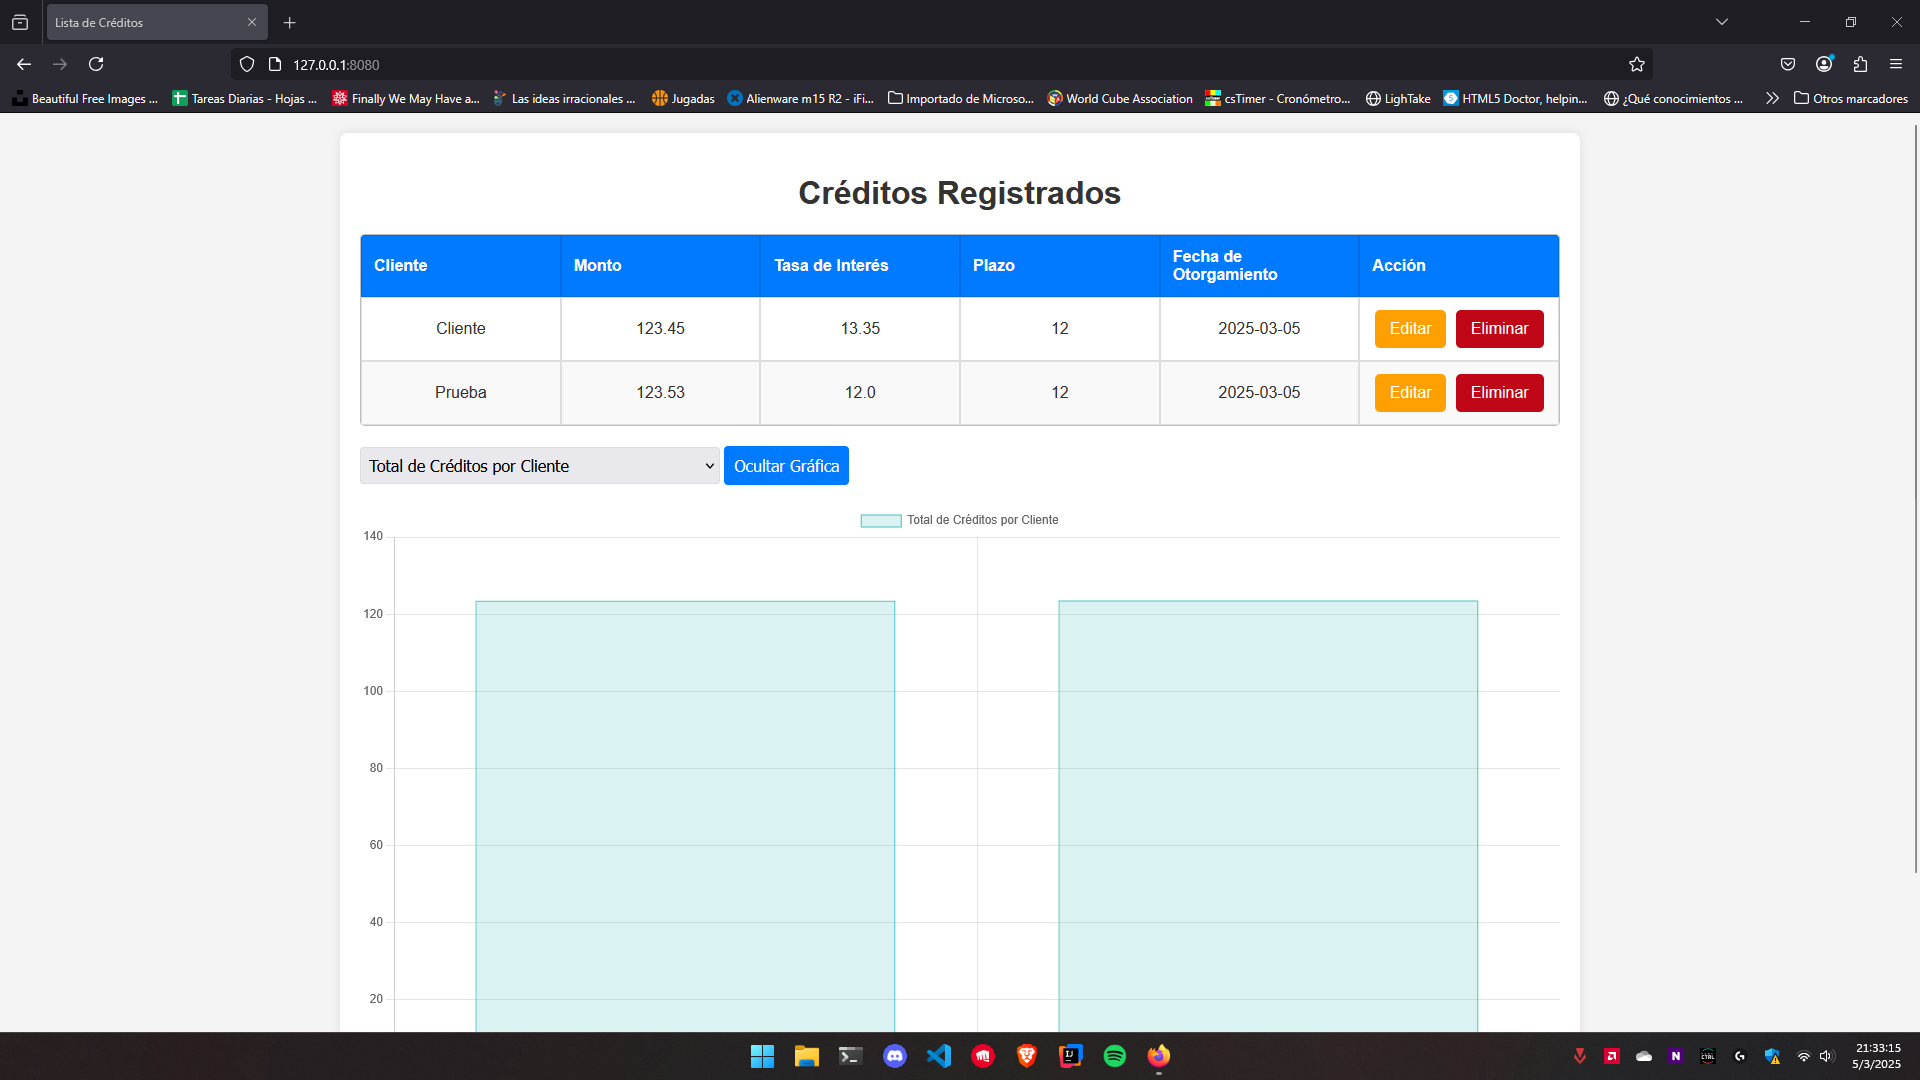 Lista de Créditos
127.0.0.1:8080
Beautiful Free Images ...
Tareas Diarias - Hojas ...
Finally We May Have a...
Las ideas irracionales ...
Jugadas
Alienware m15 R2 - iFi...
Importado de Microso...
World Cube Association
csTimer - Cronómetro...
LighTake
HTML5 Doctor, helpin...
¿Qué conocimientos ...
Otros marcadores
Créditos Registrados
Cliente Monto Tasa de Interés Plazo Fecha de Otorgamiento Acción
Cliente 123.45 13.35 12 2025-03-05 Editar Eliminar
Prueba 123.53 12.0 12 2025-03-05 Editar Eliminar
Total de Créditos por Cliente Ocultar Gráfica
Total de Créditos por Cliente
140
120
100
80
60
40
20
21:33:15
5/3/2025